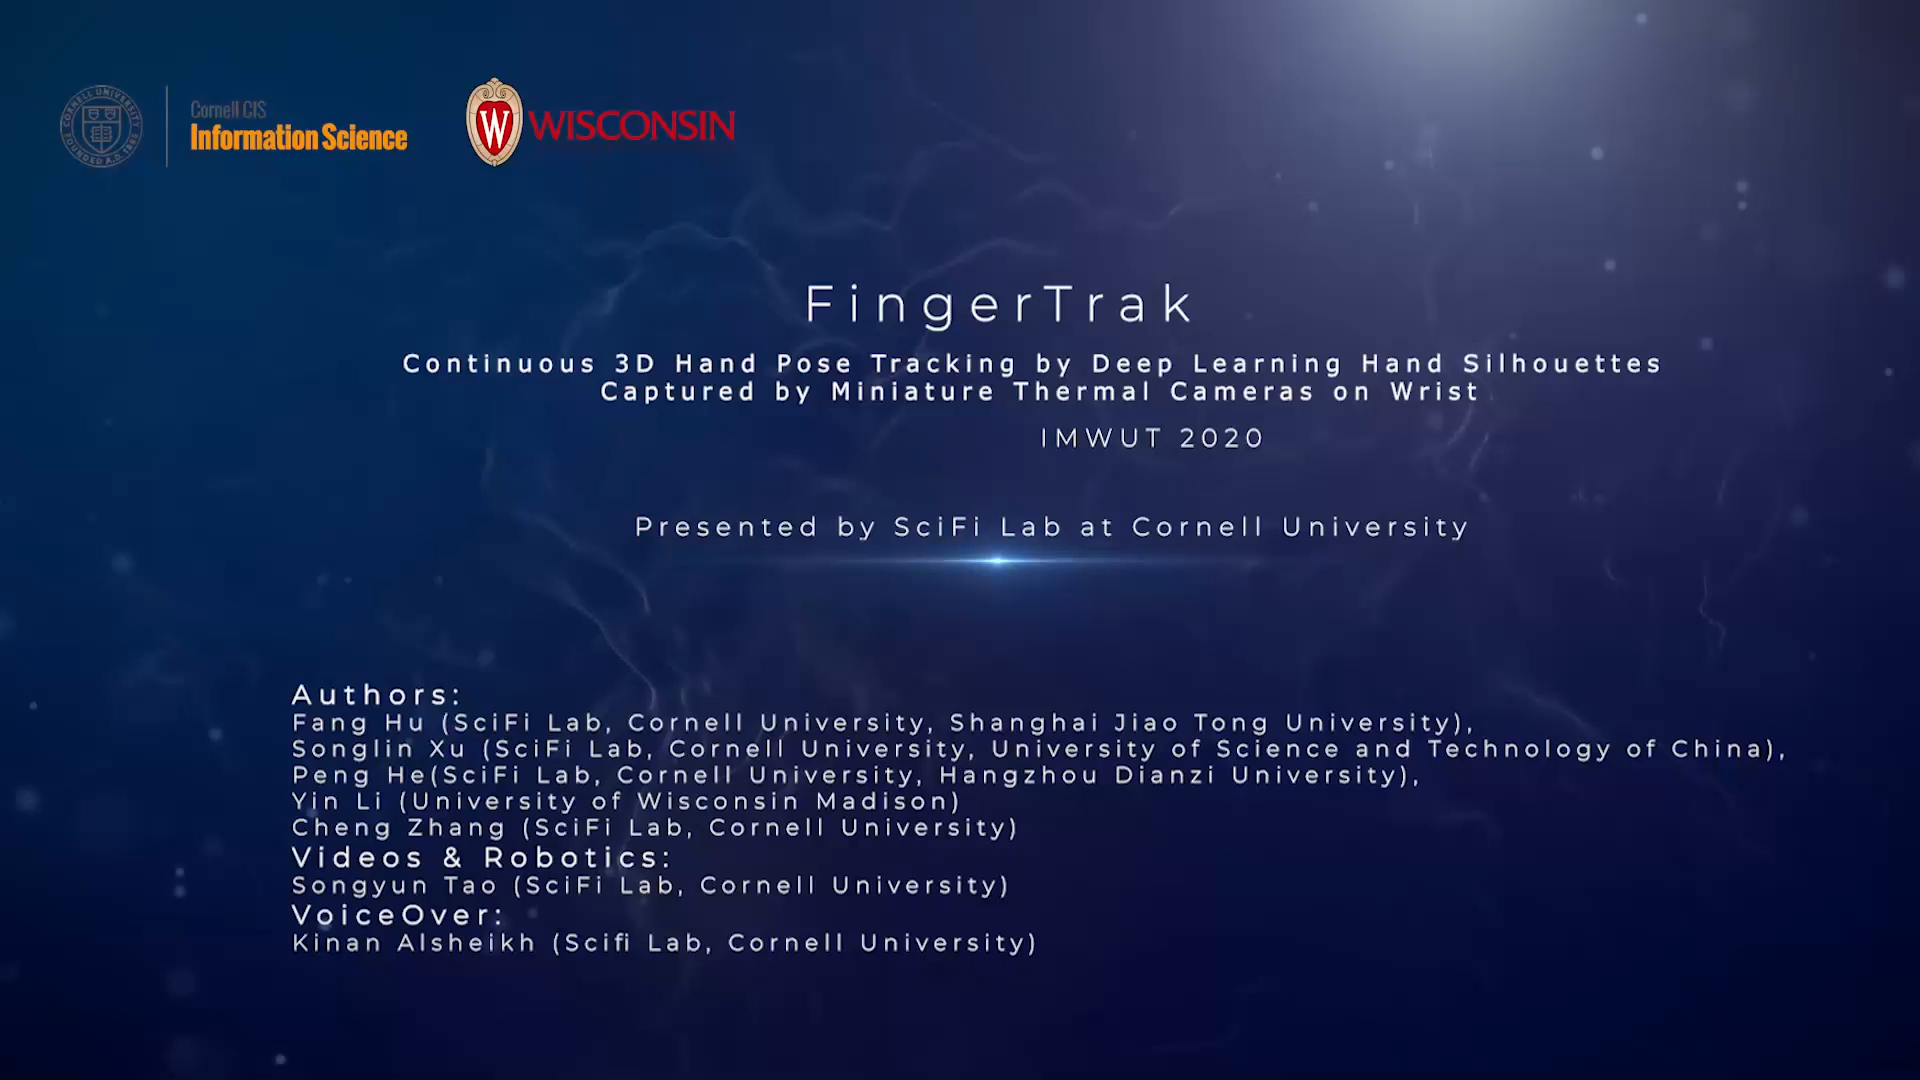 CORNELL UNIVERSITY
FOUNDED A.D. 1865
Cornell CIS
Information Science
W
WISCONSIN
FingerTrak
Continuous 3D Hand Pose Tracking by Deep Learning Hand Silhouettes
Captured by Miniature Thermal Cameras on Wrist
IMWUT 2020
Presented by SciFi Lab at Cornell University
Authors:
Fang Hu (SciFi Lab, Cornell University, Shanghai Jiao Tong University),
Songlin Xu (SciFi Lab, Cornell University, University of Science and Technology of China),
Peng He(SciFi Lab, Cornell University, Hangzhou Dianzi University),
Yin Li (University of Wisconsin Madison)
Cheng Zhang (SciFi Lab, Cornell University)
Videos & Robotics:
Songyun Tao (SciFi Lab, Cornell University)
VoiceOver:
Kinan Alsheikh (Scifi Lab, Cornell University)